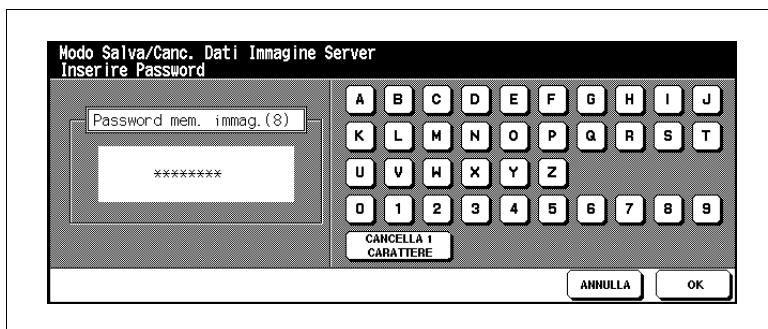 Modo Salva/Canc. Dati Immagine Server
Inserire Password
Password mem. immag.(8)
********
A B C D E F G H I J
K L M N O P Q R S T
U V W X Y Z
0 1 2 3 4 5 6 7 8 9
CANCELLA 1
CARATTERE
ANNULLA OK